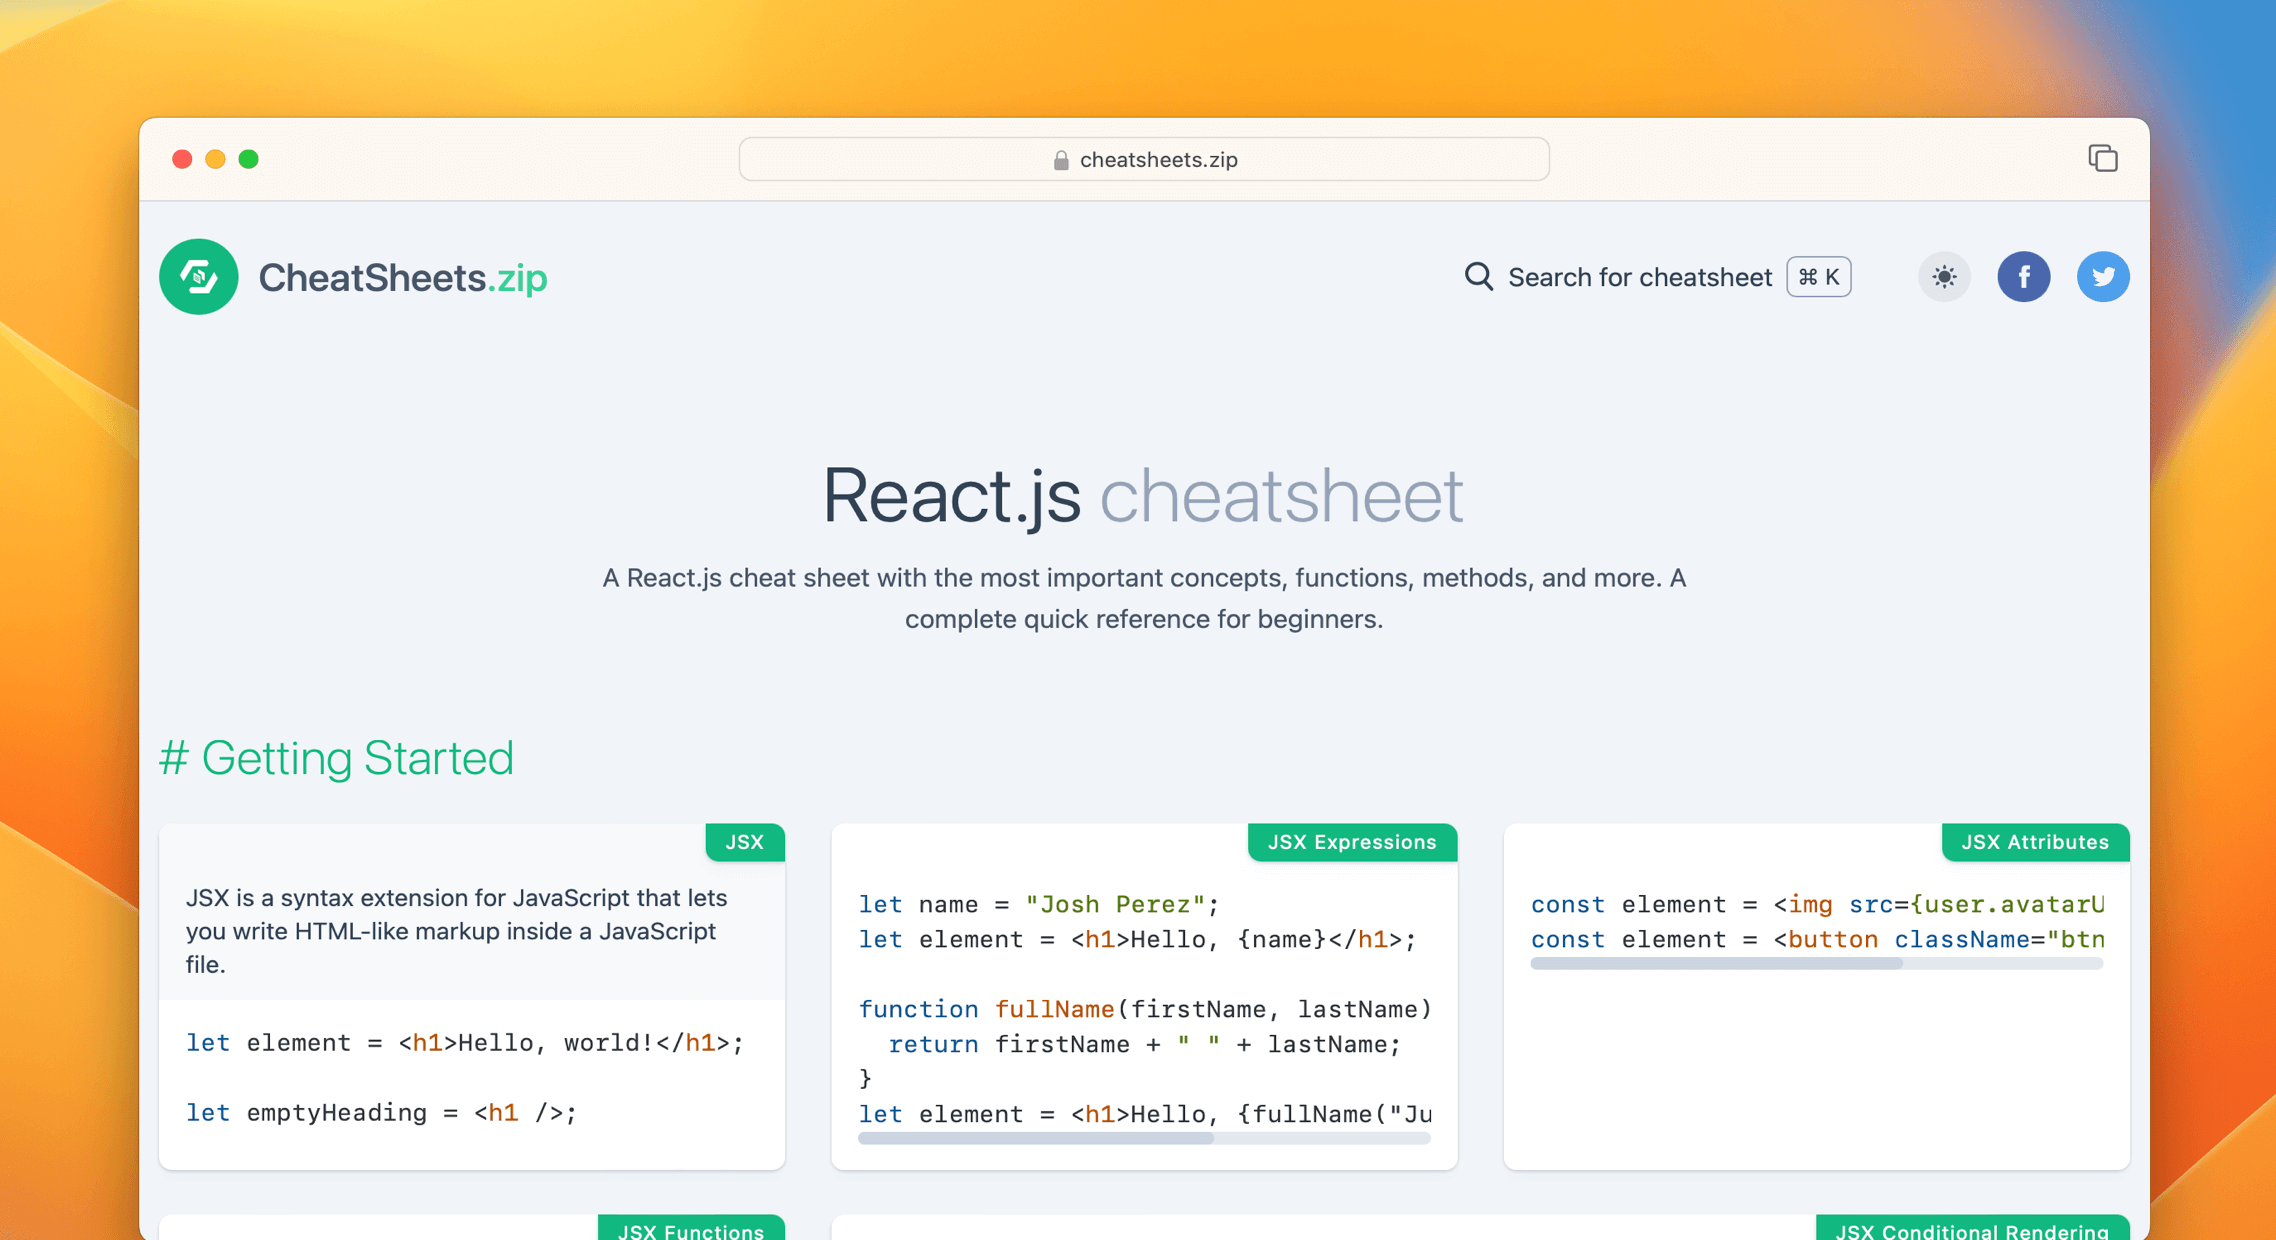 cheatsheets.zip
CheatSheets.zip
Search for cheatsheet ⌘ K
React.js cheatsheet
A React.js cheat sheet with the most important concepts, functions, methods, and more. A
complete quick reference for beginners.
# Getting Started
JSX
JSX is a syntax extension for JavaScript that lets
you write HTML-like markup inside a JavaScript
file.
let element = <h1>Hello, world!</h1>;
let emptyHeading = <h1 />;
JSX Expressions
let name = "Josh Perez";
let element = <h1>Hello, {name}</h1>;
function fullName(firstName, lastName)
  return firstName + " " + lastName;
}
let element = <h1>Hello, {fullName("Ju
JSX Attributes
const element = <img src={user.avatarU
const element = <button className="btn
JSX Functions
JSX Conditional Rendering